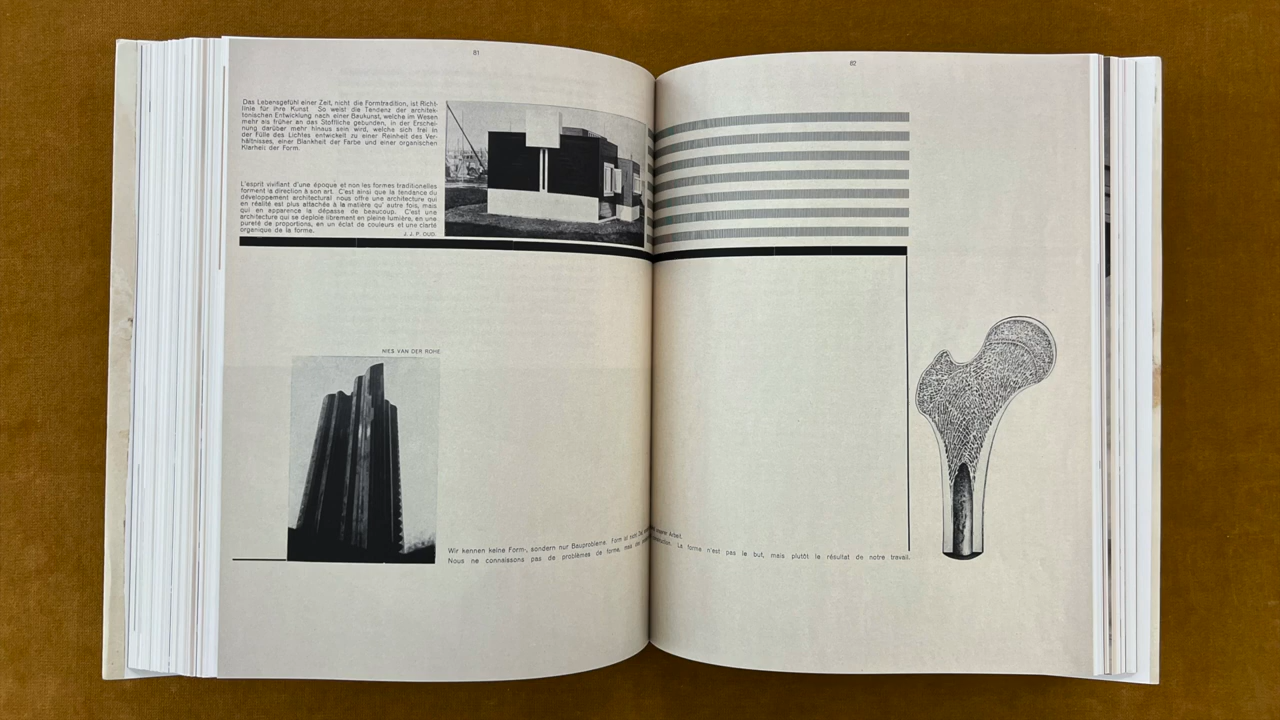 81
Das Lebensgefühl einer Zeit, nicht die Formtradition, ist Richt-
linie für ihre Kunst. So weist die Tendenz der architek-
tonischen Entwicklung nach einer Baukunst, welche im Wesen
mehr als früher an das Stoffliche gebunden, in der Erschei-
nung darüber mehr hinaus sein wird, welche sich frei in
der Fülle des Lichtes entwickelt zu einer Reinheit des Ver-
hältnisses, einer Blankheit der Farbe und einer organischen
Klarheit der Form.
L'esprit vivifiant d'une époque et non les formes traditionelles
forment la direction à son art. C'est ainsi que la tendance du
développement architectural nous offre une architecture qui
en réalité est plus attachée à la matière qu' autre fois, mais
qui en apparence la dépasse de beaucoup. C'est une
architecture qui se deploie librement en pleine lumière, en une
pureté de proportions, en un éclat de couleurs et une clarté
organique de la forme.
J. J. P. OUD.
NIES VAN DER ROHE
Wir kennen keine Form-, sondern nur Bauprobleme. Form ist nicht Ziel unserer Arbeit.
Nous ne connaissons pas de problèmes de forme, mais de construction. La forme n'est pas le but, mais plutôt le résultat de notre travail.
82